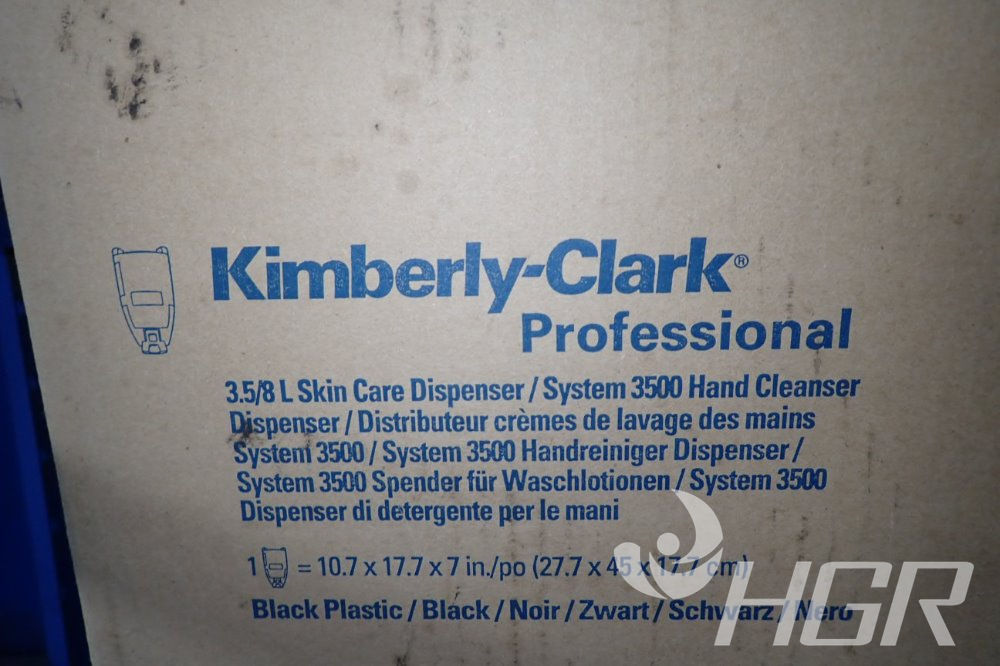 Kimberly-Clark®
Professional
3.5/8 L Skin Care Dispenser / System 3500 Hand Cleanser
Dispenser / Distributeur crèmes de lavage des mains
System 3500 / System 3500 Handreiniger Dispenser /
System 3500 Spender für Waschlotionen / System 3500
Dispenser di detergente per le mani
1 = 10.7 x 17.7 x 7 in./po (27.7 x 45 x 17.7 cm)
Black Plastic / Black / Noir / Zwart / Schwarz / Nero
HGR